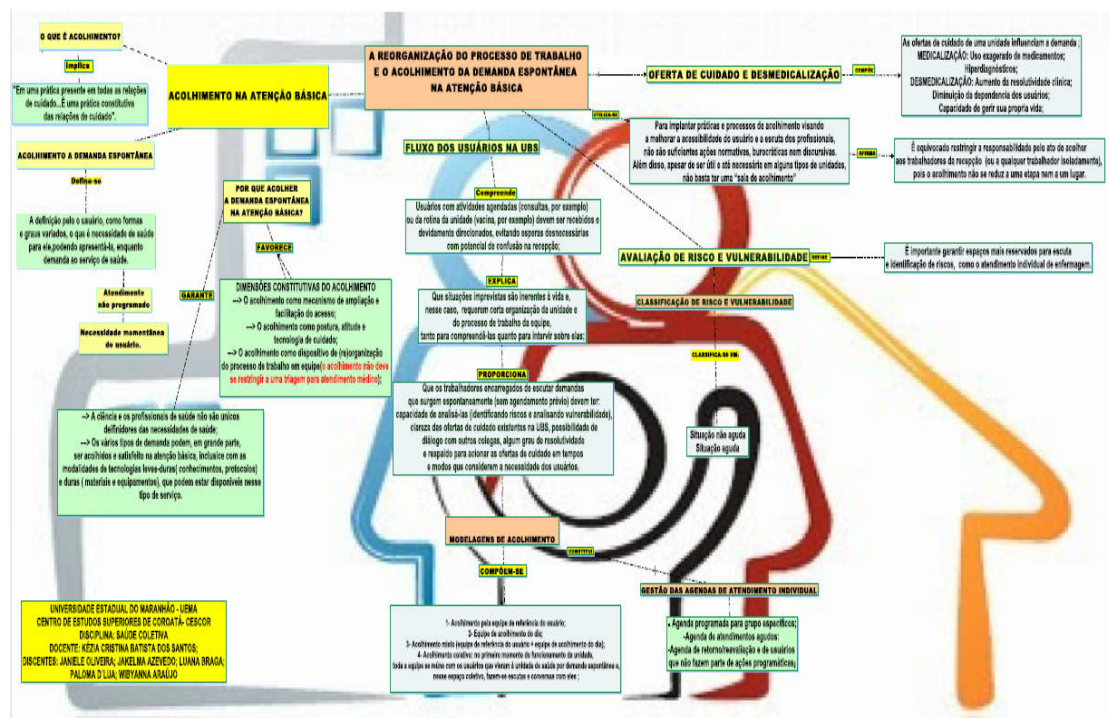 O QUE É ACOLHIMENTO?
Implica
"Em uma prática presente em todas as relações
de cuidado...É uma prática constitutiva
das relações de cuidado".
ACOLHIMENTO NA ATENÇÃO BÁSICA
A REORGANIZAÇÃO DO PROCESSO DE TRABALHO
E O ACOLHIMENTO DA DEMANDA ESPONTÂNEA
NA ATENÇÃO BÁSICA
OFERTA DE CUIDADO E DESMEDICALIZAÇÃO
COMPÕE
As ofertas de cuidado de uma unidade influenciam a demanda ;
MEDICALIZAÇÃO: Uso exagerado de medicamentos;
Hiperdiagnósticos;
DESMEDICALIZAÇÃO: Aumento da resolutividade clínica;
Diminuição da dependencia dos usuários;
Capacidade de gerir sua propria vida;
UTILIZA-SE
Para implantar práticas e processos de acolhimento visando
a melhorar a acessibilidade do usuário e a escuta dos profissionais,
não são suficientes ações normativas, burocráticas nem discursivas.
Além disso, apesar de ser útil e até necessário em alguns tipos de unidades,
não basta ter uma "sala de acolhimento"
É equivocado restringir a responsabilidade pelo ato de acolher
aos trabalhadores da recepção (ou a qualquer trabalhador isoladamente),
pois o acolhimento não se reduz a uma etapa nem a um lugar.
ACOLHIMENTO A DEMANDA ESPONTÂNEA
Define-se
A definição pelo o usuário, como formas
e graus variados, o que é necessidade de saúde
para ele,podendo apresentá-la, enquanto
demanda ao serviço de saúde.
Atendimento
não programado
Necessidade momentânea
de usuário.
POR QUE ACOLHER
A DEMANDA ESPONTÂNEA
NA ATENÇÃO BÁSICA?
FAVORECE
GARANTE
DIMENSÕES CONSTITUTIVAS DO ACOLHIMENTO
--> O acolhimento como mecanismo de ampliação e
facilitação do acesso;
--> O acolhimento como postura, atitude e
tecnologia de cuidado;
--> O acolhimento como dispositivo de (re)organização
do processo de trabalho em equipe(o acolhimento não deve
se restringir a uma triagem para atendimento médico);
--> A ciência e os profissionais de saúde não são unicos
definidores das necessidades de saúde;
--> Os vários tipos de demanda podem, em grande parte,
ser acolhidos e satisfeito na atenção básica, inclusice com as
modalidades de tecnologias leves-duras( conhecimentos, protocolos)
e duras ( materiais e equipamentos), que podem estar disponíveis nesse
tipo de serviço.
FLUXO DOS USUÁRIOS NA UBS
Compreende
Usuários com atividades agendadas (consultas, por exemplo)
ou da rotina da unidade (vacina, por exemplo) devem ser recebidos e
devidamente direcionados, evitando esperas desnecessárias
com potencial de confusão na recepção;
EXPLICA
Que situações imprevistas são inerentes à vida e,
nesse caso, requerem certa organização da unidade e
do processo de trabalho da equipe,
tanto para compreendê-las quanto para intervir sobre elas;
PROPORCIONA
Que os trabalhadores encarregados de escutar demandas
que surgem espontaneamente (sem agendamento prévio) devem ter:
capacidade de analisá-las (identificando riscos e analisando vulnerabilidade),
clareza das ofertas de cuidado existentes na UBS, possibilidade de
diálogo com outros colegas, algum grau de resolutividade
e respaldo para acionar as ofertas de cuidado em tempos
e modos que considerem a necessidade dos usuários.
MODELAGENS DE ACOLHIMENTO
CONSTITUI
COMPÕEM-SE
1- Acolhimento pela equipe de referência do usuário;
2- Equipe de acolhimento do dia;
3- Acolhimento misto (equipe de referência do usuário + equipe de acolhimento do dia);
4- Acolhimento coletivo: no primeiro momento do funcionamento da unidade,
toda a equipe se reúne com os usuários que vieram à unidade de saúde por demanda espontânea e,
nesse espaço coletivo, fazem-se escutas e conversas com eles ;
AVALIAÇÃO DE RISCO E VULNERABILIDADE
DEFINE
É importante garantir espaços mais reservados para escuta
e identificação de riscos, como o atendimento individual de enfermagem.
CLASSIFICAÇÃO DE RISCO E VULNERABILIDADE
CLASSIFICA-SE EM:
Situação não aguda
Situação aguda
GESTÃO DAS AGENDAS DE ATENDIMENTO INDIVIDUAL
- Agenda programada para grupo específicos;
-Agenda de atendimentos agudos:
-Agenda de retorno/reavaliação e de usuários
que não fazem parte de ações programáticas;
UNIVERSIDADE ESTADUAL DO MARANHÃO - UEMA
CENTRO DE ESTUDOS SUPERIORES DE COROATÁ- CESCOR
DISCIPLINA: SAÚDE COLETIVA
DOCENTE: KÉZIA CRISTINA BATISTA DOS SANTOS;
DISCENTES: JANIELE OLIVEIRA; JAKELMA AZEVEDO; LUANA BRAGA;
PALOMA D'LUA; WIBYANNA ARAÚJO